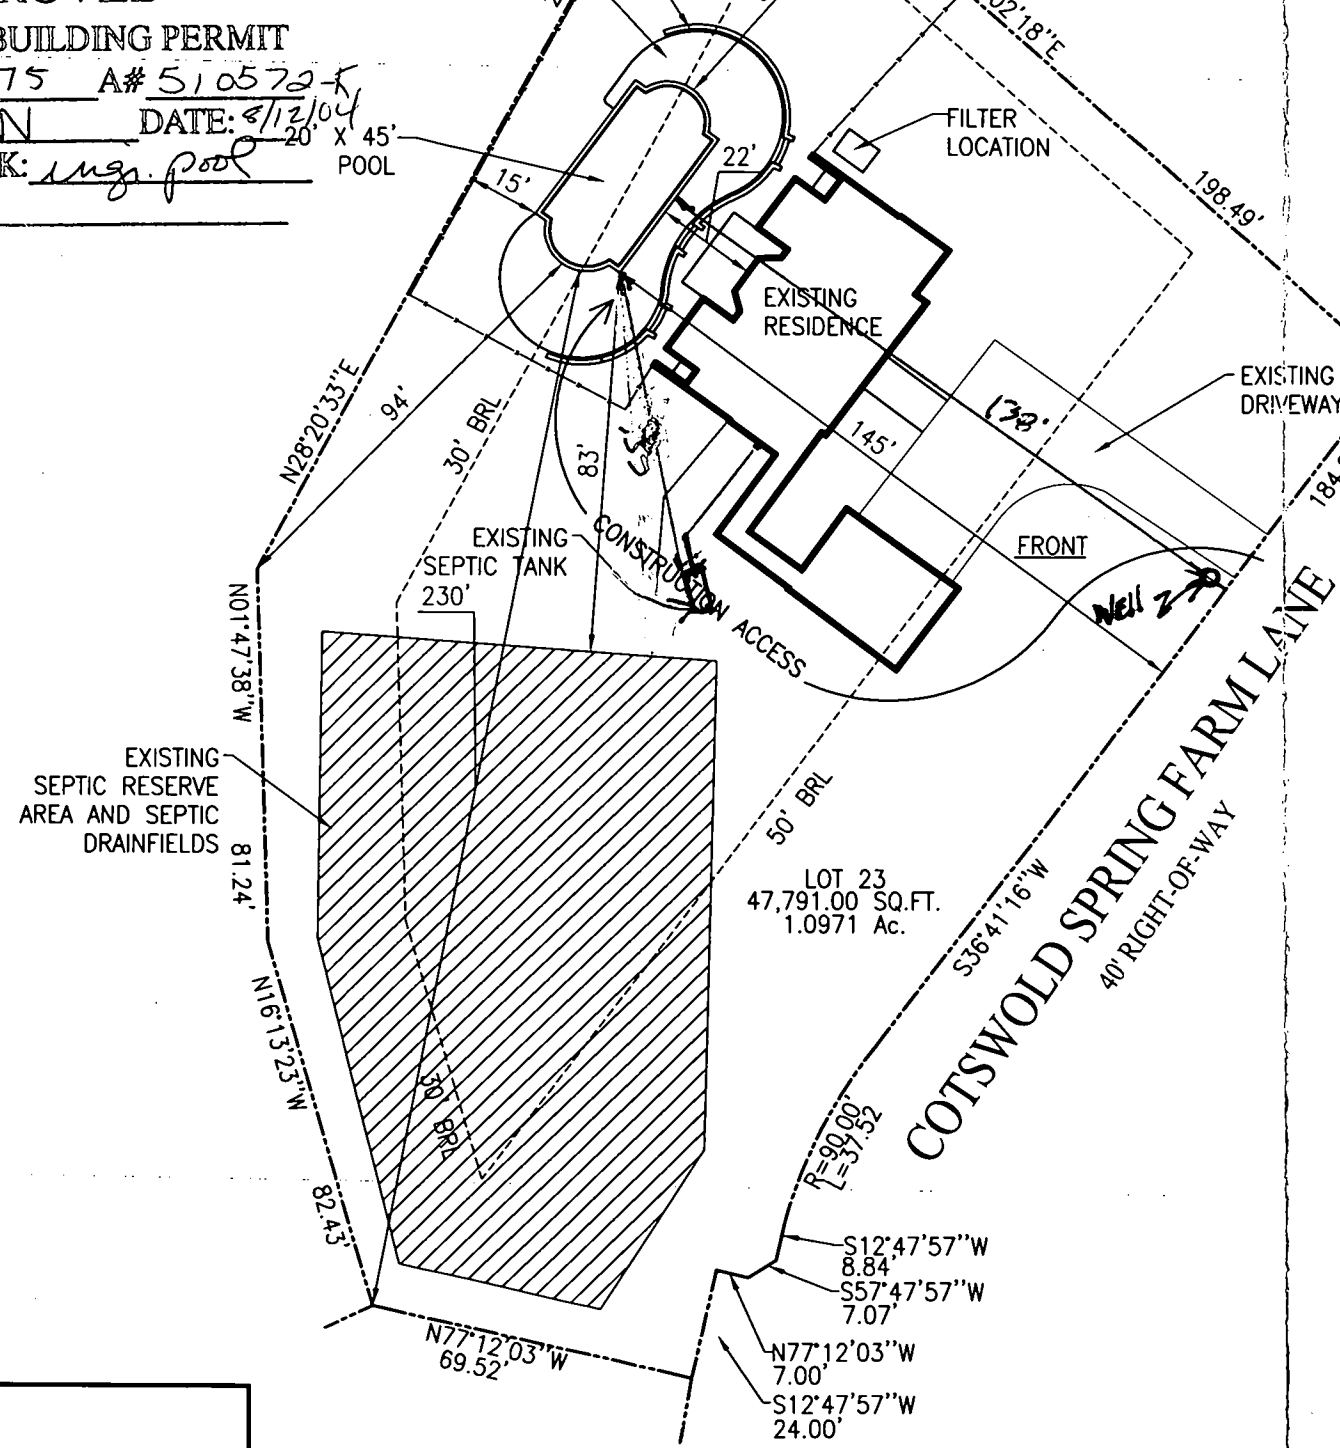 BUILDING PERMIT
75 A# 510572-K
N DATE: 8/12/04
K: ingr. pool
20' X 45'
POOL
02'18"E
FILTER
LOCATION
22'
15'
198.49'
EXISTING
RESIDENCE
EXISTING
DRIVEWAY
N28°20'33"E
94'
30' BRL
83'
145'
138'
184.
EXISTING
SEPTIC TANK
230'
CONSTRUCTION ACCESS
FRONT
Well
N01°47'38"W
81.24'
EXISTING
SEPTIC RESERVE
AREA AND SEPTIC
DRAINFIELDS
50' BRL
LOT 23
47,791.00 SQ.FT.
1.0971 Ac.
S36°41'16"W
COTSWOLD SPRING FARM LANE
40' RIGHT-OF-WAY
N16°13'23"W
82.43'
30' BRL
R=90.00'
L=37.52
S12°47'57"W
8.84'
S57°47'57"W
7.07'
N77°12'03"W
7.00'
S12°47'57"W
24.00'
N77°12'03"W
69.52'